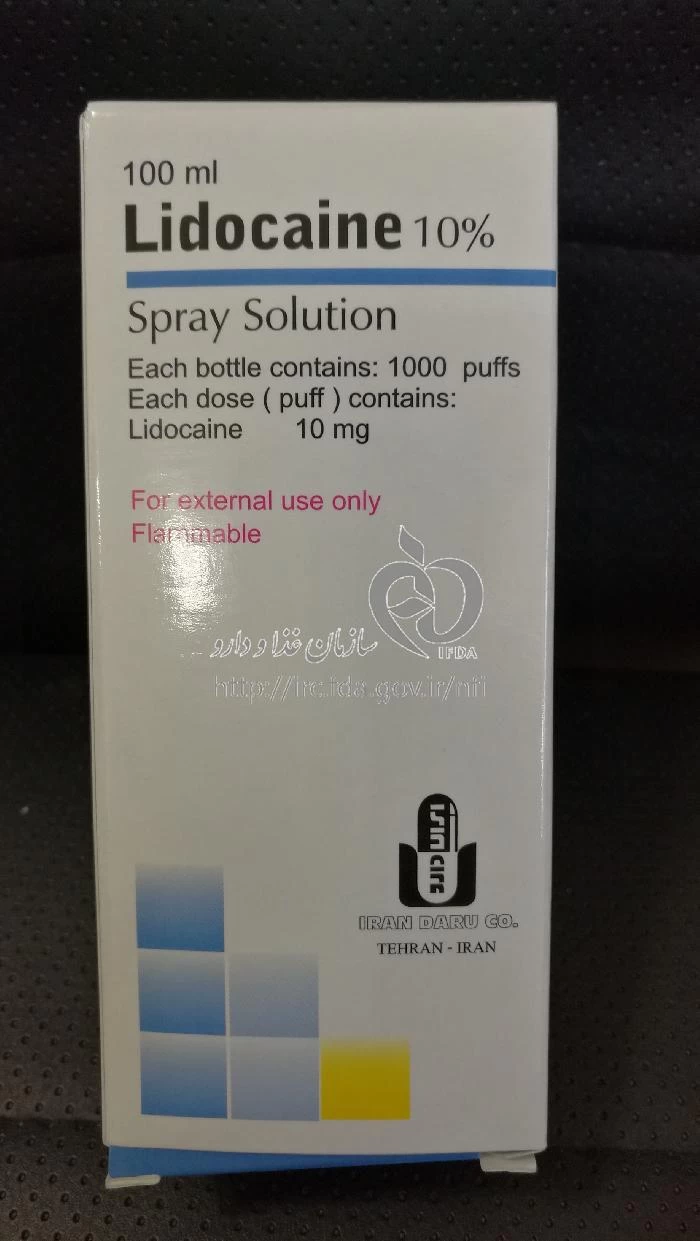 100 ml
Lidocaine 10%
Spray Solution
Each bottle contains: 1000 puffs
Each dose ( puff ) contains:
Lidocaine 10 mg
For external use only
Flammable
IFDA
سازمان غذا و دارو
http://irc.fda.gov.ir/nfi
IRAN DARU CO.
TEHRAN - IRAN